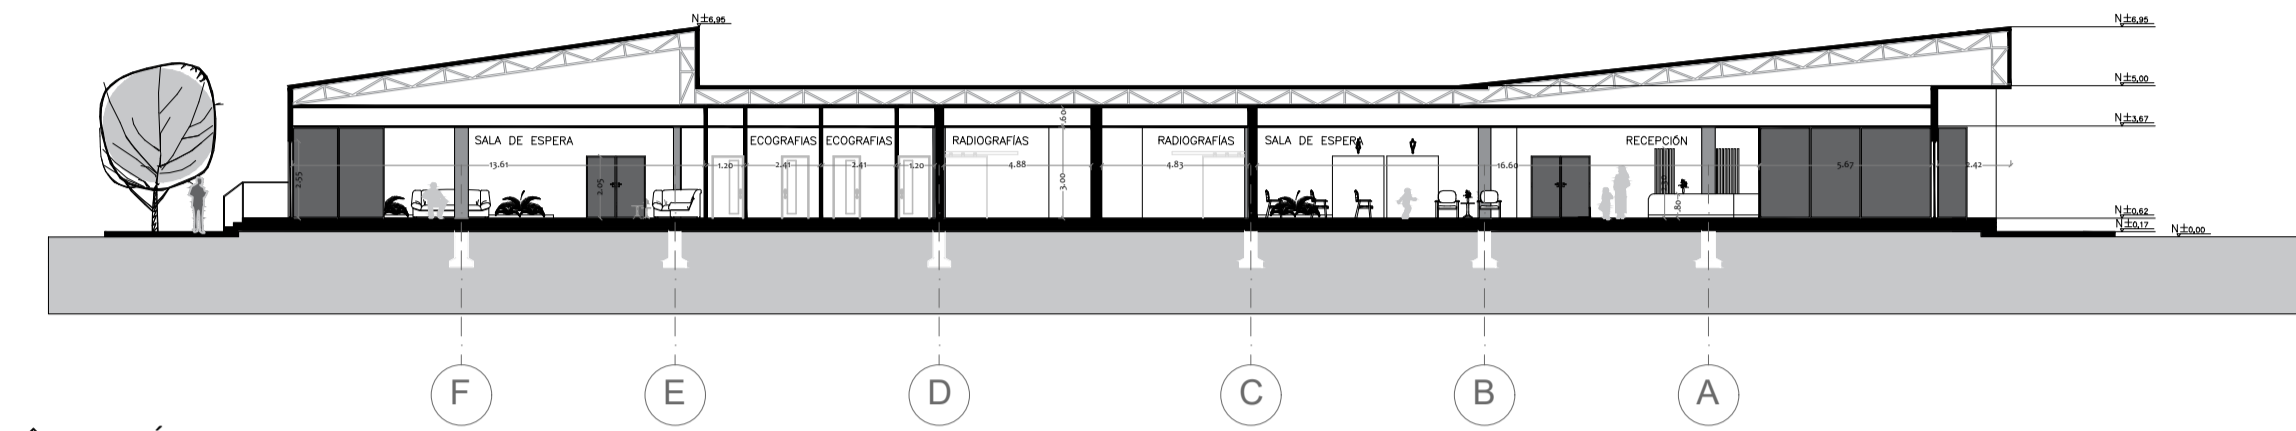 N±6,95
N±6,95
N±5,00
N±3,67
SALA DE ESPERA
ECOGRAFIAS
ECOGRAFIAS
RADIOGRAFÍAS
RADIOGRAFÍAS
SALA DE ESPERA
RECEPCIÓN
.60
13.61
1.20
2.41
2.41
1.20
4.88
4.83
16.60
5.67
2.42
2.55
2.05
3.00
.80
N±0,62
N±0,17
N±0,00
F
E
D
C
B
A